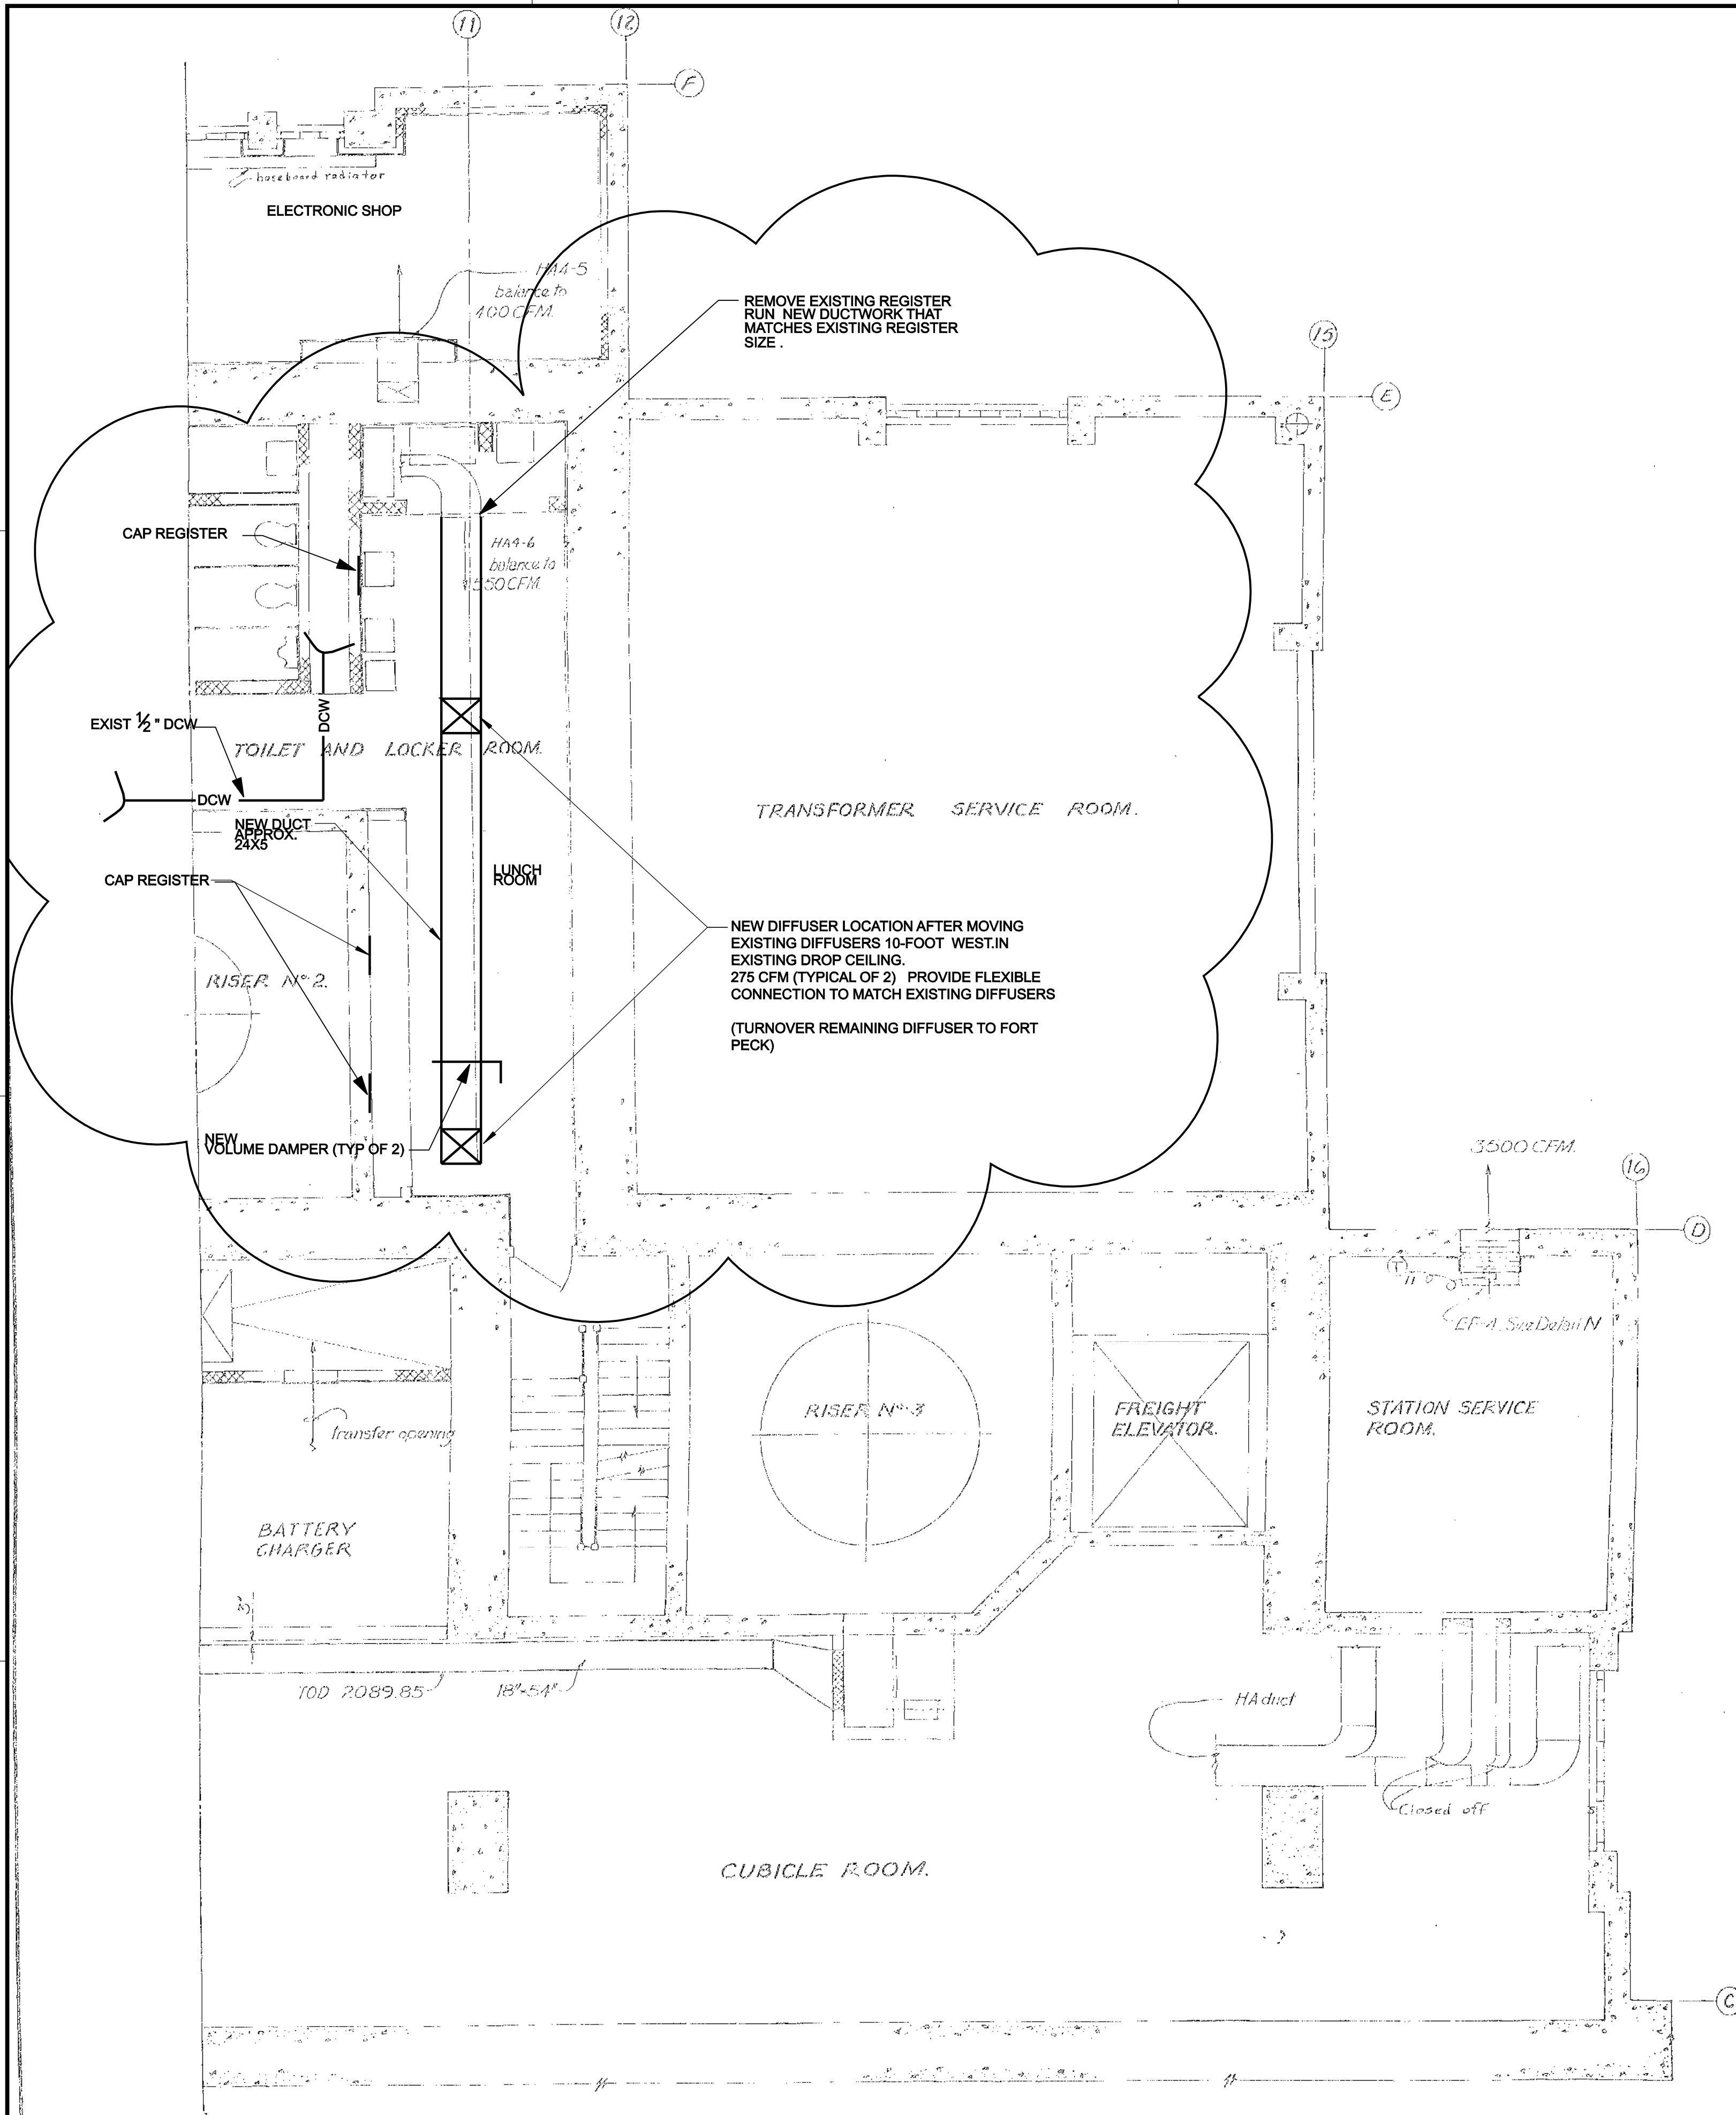 11
12
F
baseboard radiator
ELECTRONIC SHOP
HA4-5
balance to
400 CFM.
REMOVE EXISTING REGISTER
RUN NEW DUCTWORK THAT
MATCHES EXISTING REGISTER
SIZE .
15
E
CAP REGISTER
HA4-6
balance to
550 CFM.
EXIST ½ " DCW
DCW
TOILET AND LOCKER ROOM.
DCW
TRANSFORMER SERVICE ROOM.
NEW DUCT
APPROX.
24X5
LUNCH
ROOM
CAP REGISTER
NEW DIFFUSER LOCATION AFTER MOVING
EXISTING DIFFUSERS 10-FOOT WEST.IN
EXISTING DROP CEILING.
275 CFM (TYPICAL OF 2) PROVIDE FLEXIBLE
CONNECTION TO MATCH EXISTING DIFFUSERS
(TURNOVER REMAINING DIFFUSER TO FORT
PECK)
RISER Nº 2.
NEW
VOLUME DAMPER (TYP OF 2)
3500 CFM.
16
D
T
EF-4. See Detail N
RISER Nº 3
FREIGHT
ELEVATOR.
STATION SERVICE
ROOM.
Transfer opening
BATTERY
CHARGER
TOD 2089.85
18"x54"
HA duct
Closed off
CUBICLE ROOM.
C